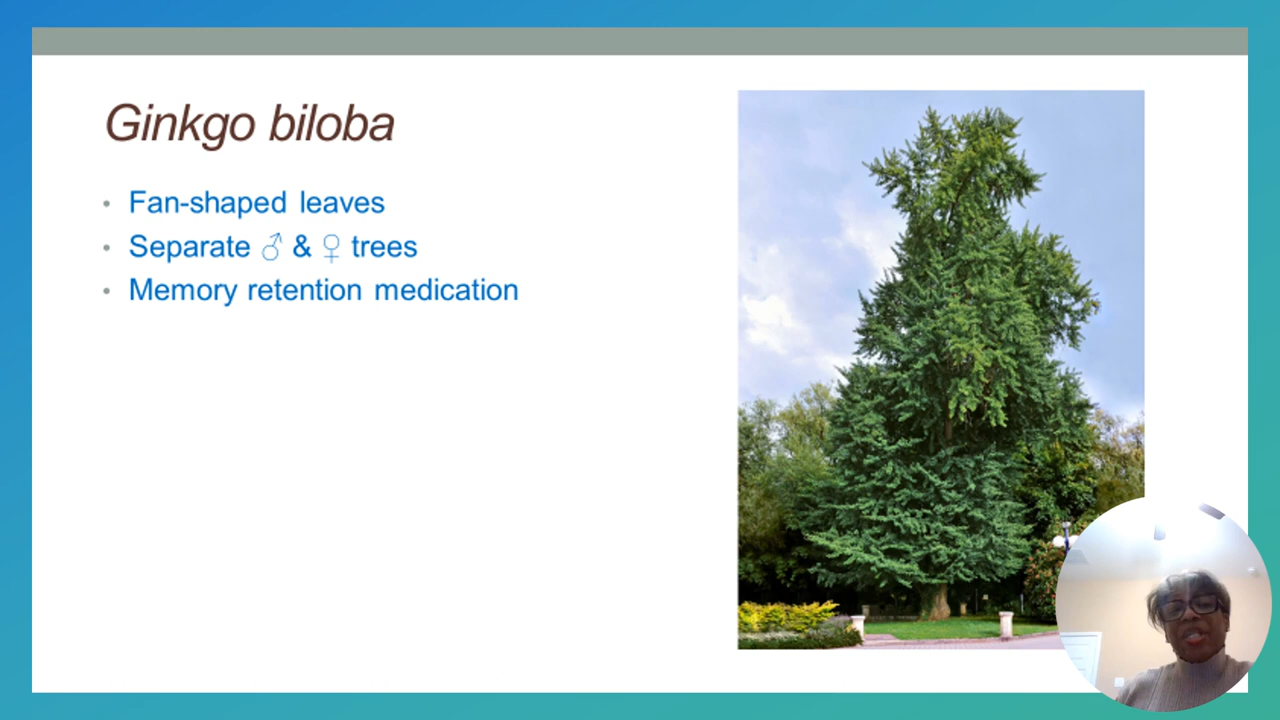 Ginkgo biloba
• Fan-shaped leaves
• Separate ♂ & ♀ trees
• Memory retention medication